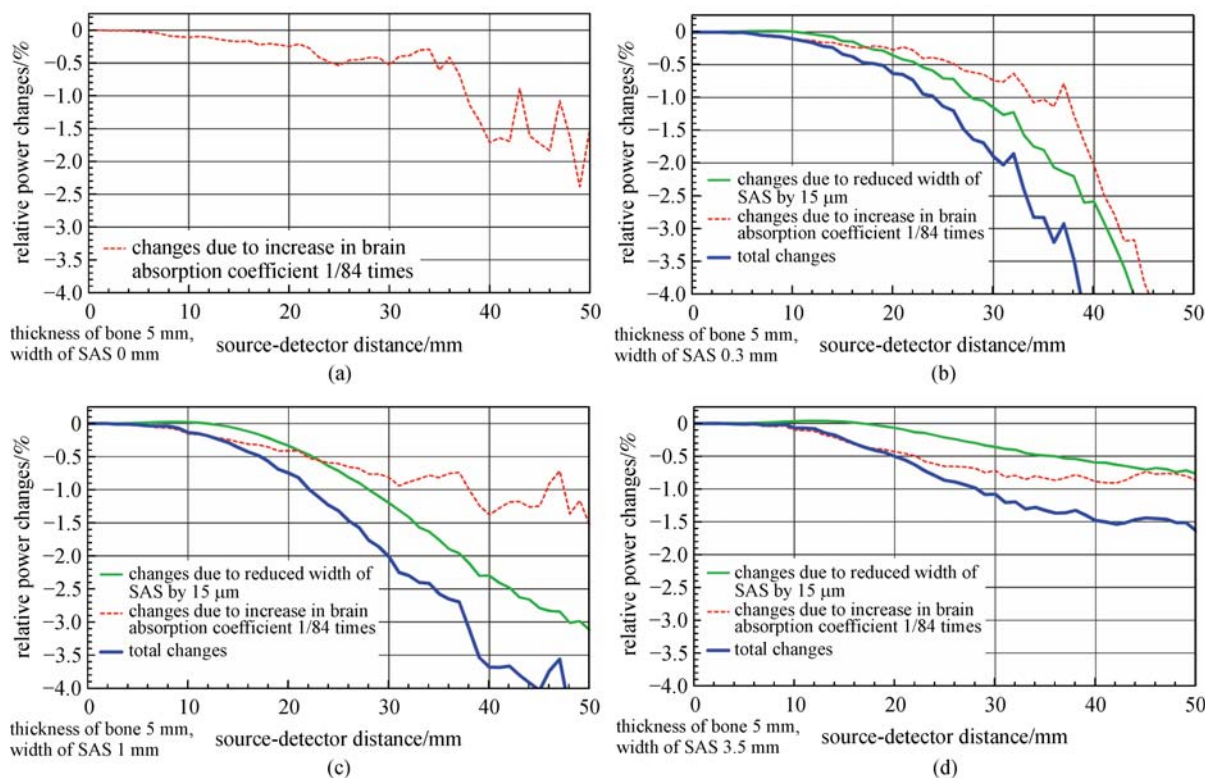 0
−0.5
−1.0
−1.5
−2.0
−2.5
−3.0
−3.5
−4.0
relative power changes/%
changes due to increase in brain
absorption coefficient 1/84 times
0 10 20 30 40 50
thickness of bone 5 mm,
width of SAS 0 mm
source-detector distance/mm
(a)
0
−0.5
−1.0
−1.5
−2.0
−2.5
−3.0
−3.5
−4.0
relative power changes/%
changes due to reduced width of
SAS by 15 μm
changes due to increase in brain
absorption coefficient 1/84 times
total changes
0 10 20 30 40 50
thickness of bone 5 mm,
width of SAS 0.3 mm
source-detector distance/mm
(b)
0
−0.5
−1.0
−1.5
−2.0
−2.5
−3.0
−3.5
−4.0
relative power changes/%
changes due to reduced width of
SAS by 15 μm
changes due to increase in brain
absorption coefficient 1/84 times
total changes
0 10 20 30 40 50
thickness of bone 5 mm,
width of SAS 1 mm
source-detector distance/mm
(c)
0
−0.5
−1.0
−1.5
−2.0
−2.5
−3.0
−3.5
−4.0
relative power changes/%
changes due to reduced width of
SAS by 15 μm
changes due to increase in brain
absorption coefficient 1/84 times
total changes
0 10 20 30 40 50
thickness of bone 5 mm,
width of SAS 3.5 mm
source-detector distance/mm
(d)